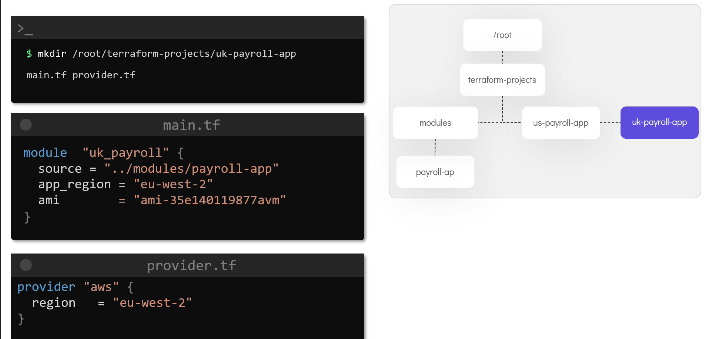 >_
$ mkdir /root/terraform-projects/uk-payroll-app
main.tf provider.tf
main.tf
module "uk_payroll" {
source = "../modules/payroll-app"
app_region = "eu-west-2"
ami = "ami-35e140119877avm"
}
provider.tf
provider "aws" {
region = "eu-west-2"
}
/root
terraform-projects
modules
us-payroll-app
uk-payroll-app
payroll-ap